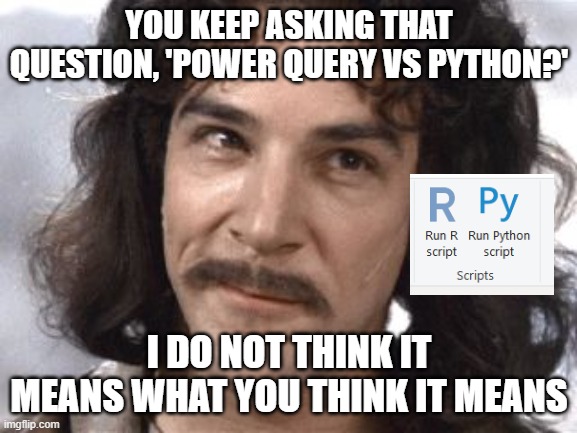 YOU KEEP ASKING THAT
QUESTION, 'POWER QUERY VS PYTHON?'
R Py
Run R Run Python
script script
Scripts
I DO NOT THINK IT
MEANS WHAT YOU THINK IT MEANS
imgflip.com